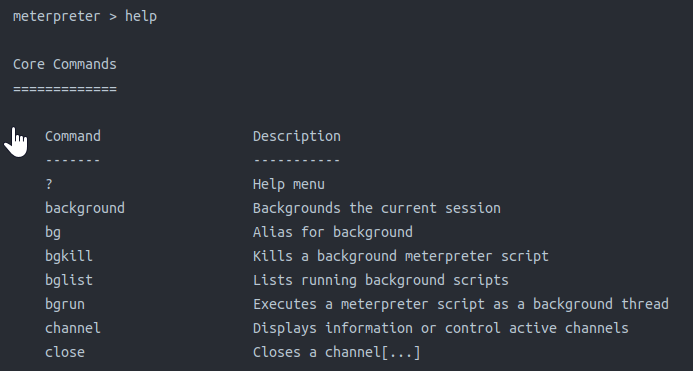 meterpreter > help
Core Commands
=============
Command Description
------- -----------
? Help menu
background Backgrounds the current session
bg Alias for background
bgkill Kills a background meterpreter script
bglist Lists running background scripts
bgrun Executes a meterpreter script as a background thread
channel Displays information or control active channels
close Closes a channel[...]